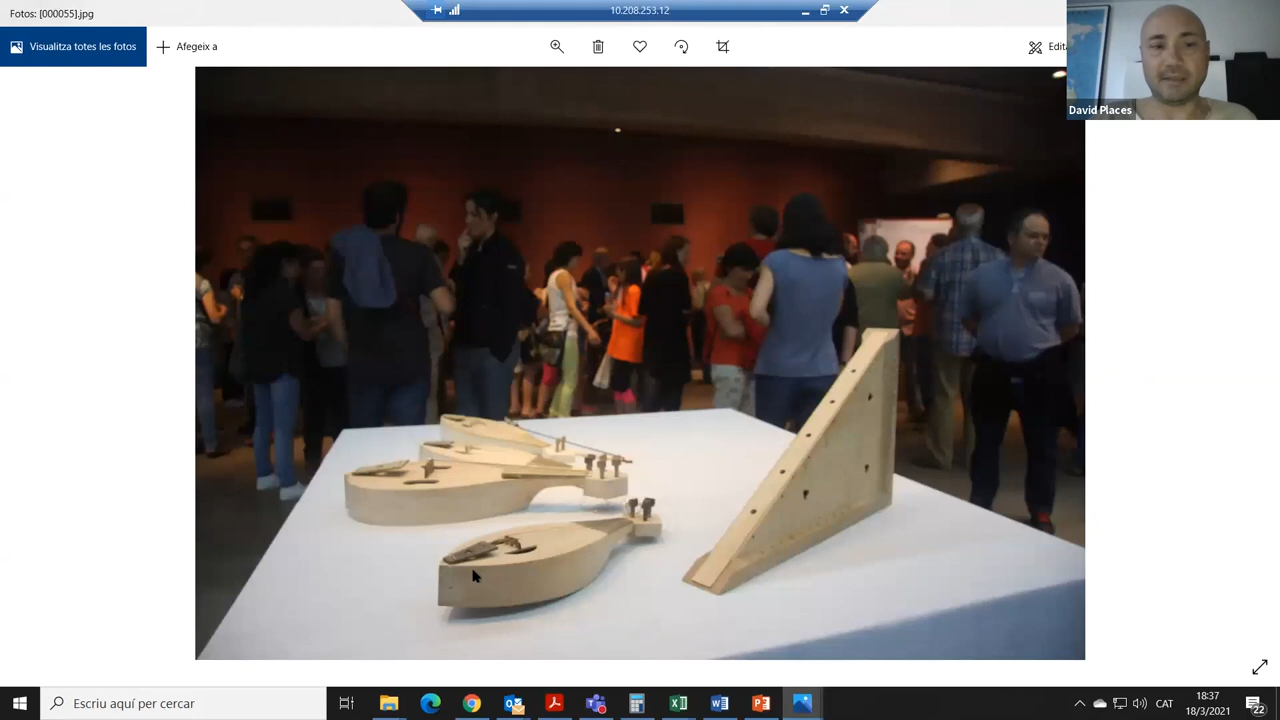 Fotos: [000055].jpg
10.208.253.12
Visualitza totes les fotos
Afegeix a
Edita
David Places
Escriu aquí per cercar
CAT
18:37
18/3/2021
22